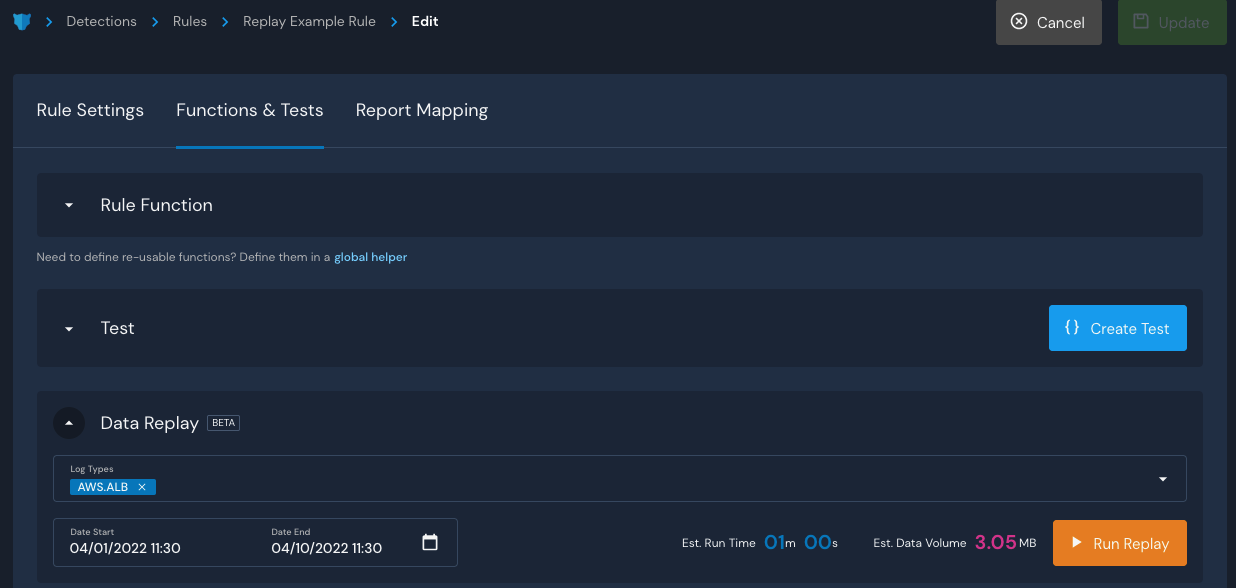 Detections Rules Replay Example Rule Edit
Cancel Update
Rule Settings Functions & Tests Report Mapping
Rule Function
Need to define re-usable functions? Define them in a global helper
Test
{} Create Test
Data Replay BETA
Log Types
AWS.ALB ×
Date Start Date End
04/01/2022 11:30 04/10/2022 11:30
Est. Run Time 01m 00s Est. Data Volume 3.05 MB Run Replay